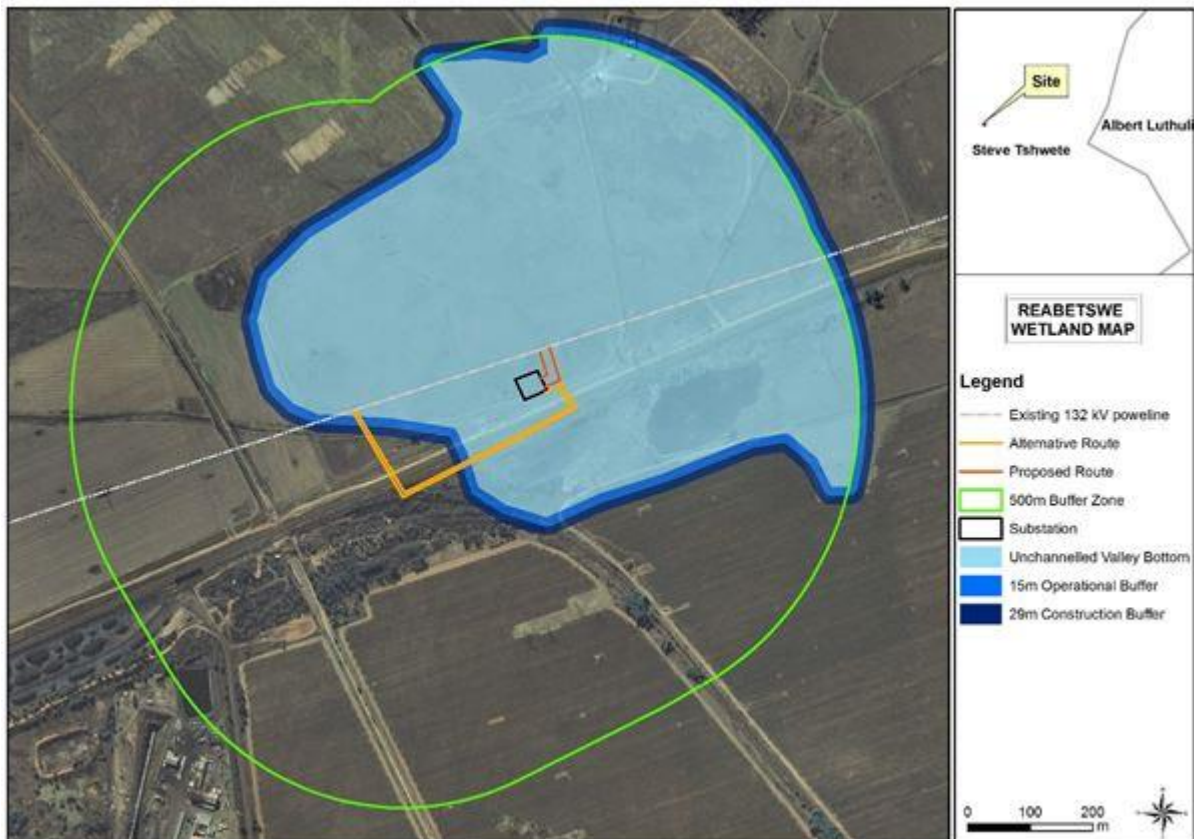 Site
Albert Luthuli
Steve Tshwete
REABETSWE
WETLAND MAP
Legend
Existing 132 kV poweline
Alternative Route
Proposed Route
500m Buffer Zone
Substation
Unchannelled Valley Bottom
15m Operational Buffer
29m Construction Buffer
0 100 200
m